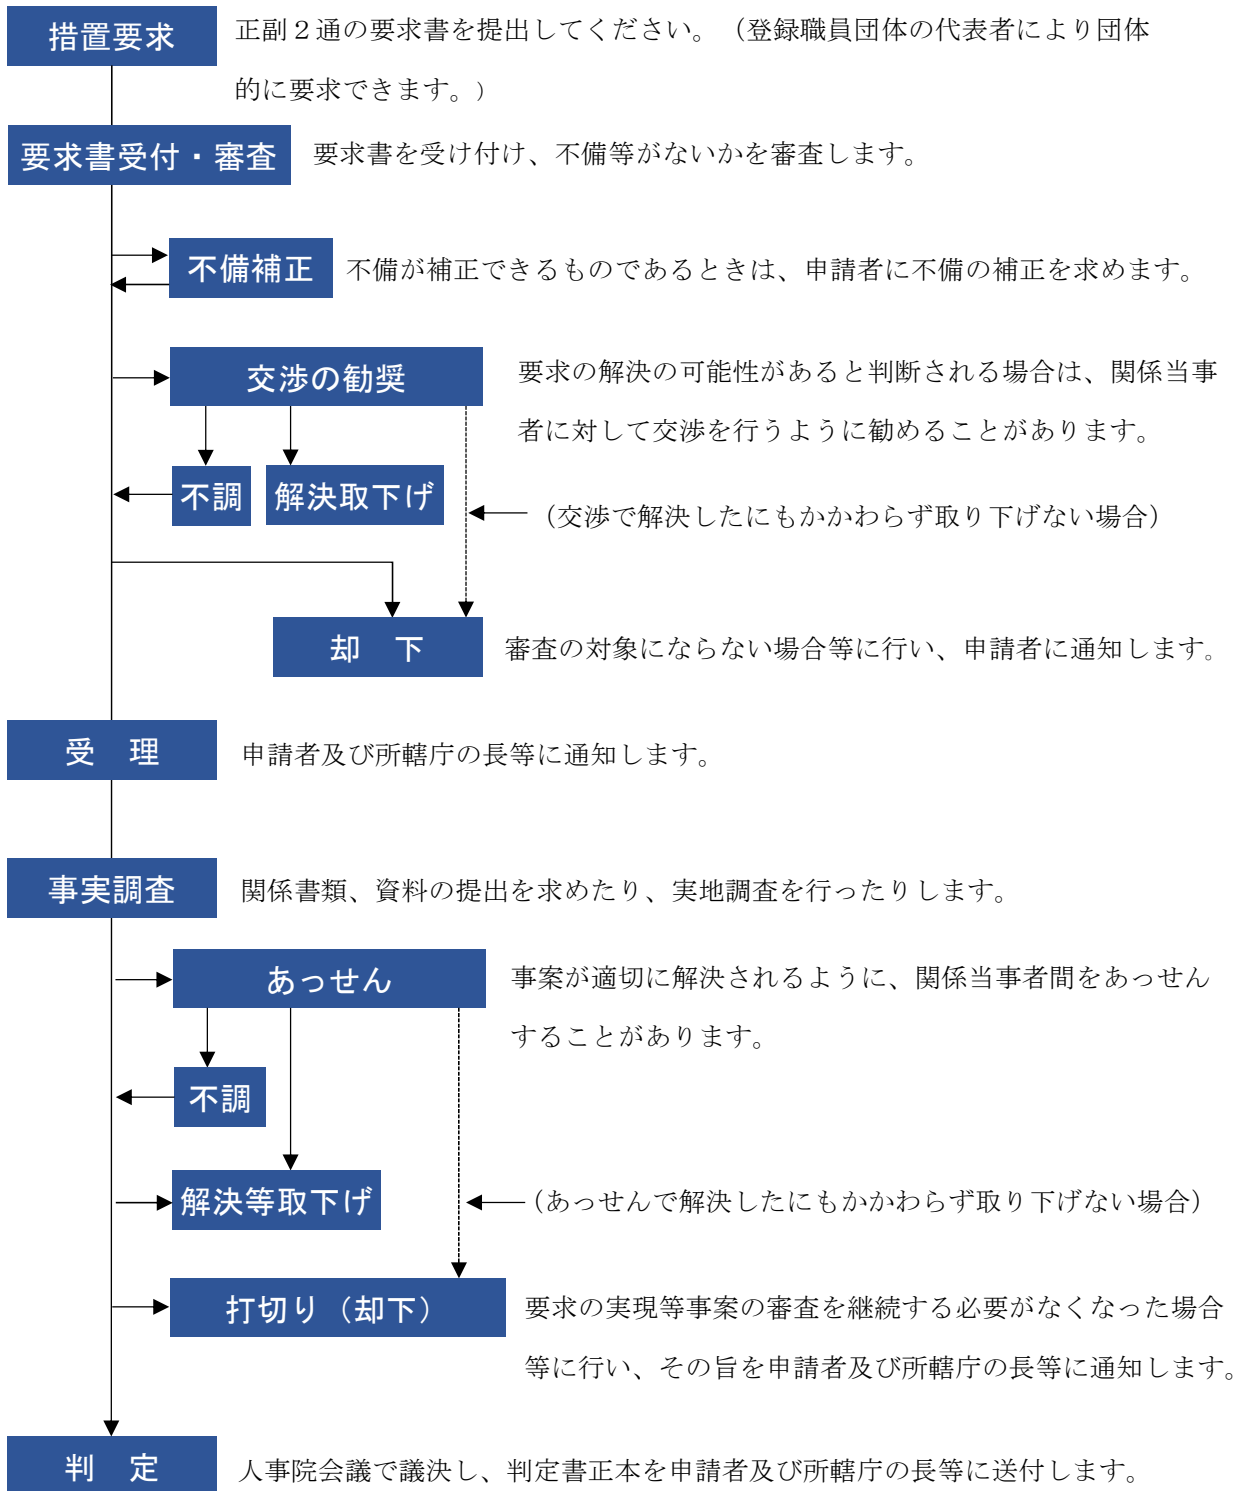 措置要求
正副２通の要求書を提出してください。（登録職員団体の代表者により団体
的に要求できます。）
要求書受付・審査
要求書を受け付け、不備等がないかを審査します。
不備補正
不備が補正できるものであるときは、申請者に不備の補正を求めます。
交渉の勧奨
要求の解決の可能性があると判断される場合は、関係当事
者に対して交渉を行うように勧めることがあります。
不調
解決取下げ
（交渉で解決したにもかかわらず取り下げない場合）
却　下
審査の対象にならない場合等に行い、申請者に通知します。
受　理
申請者及び所轄庁の長等に通知します。
事実調査
関係書類、資料の提出を求めたり、実地調査を行ったりします。
あっせん
事案が適切に解決されるように、関係当事者間をあっせん
することがあります。
不調
解決等取下げ
（あっせんで解決したにもかかわらず取り下げない場合）
打切り（却下）
要求の実現等事案の審査を継続する必要がなくなった場合
等に行い、その旨を申請者及び所轄庁の長等に通知します。
判　定
人事院会議で議決し、判定書正本を申請者及び所轄庁の長等に送付します。